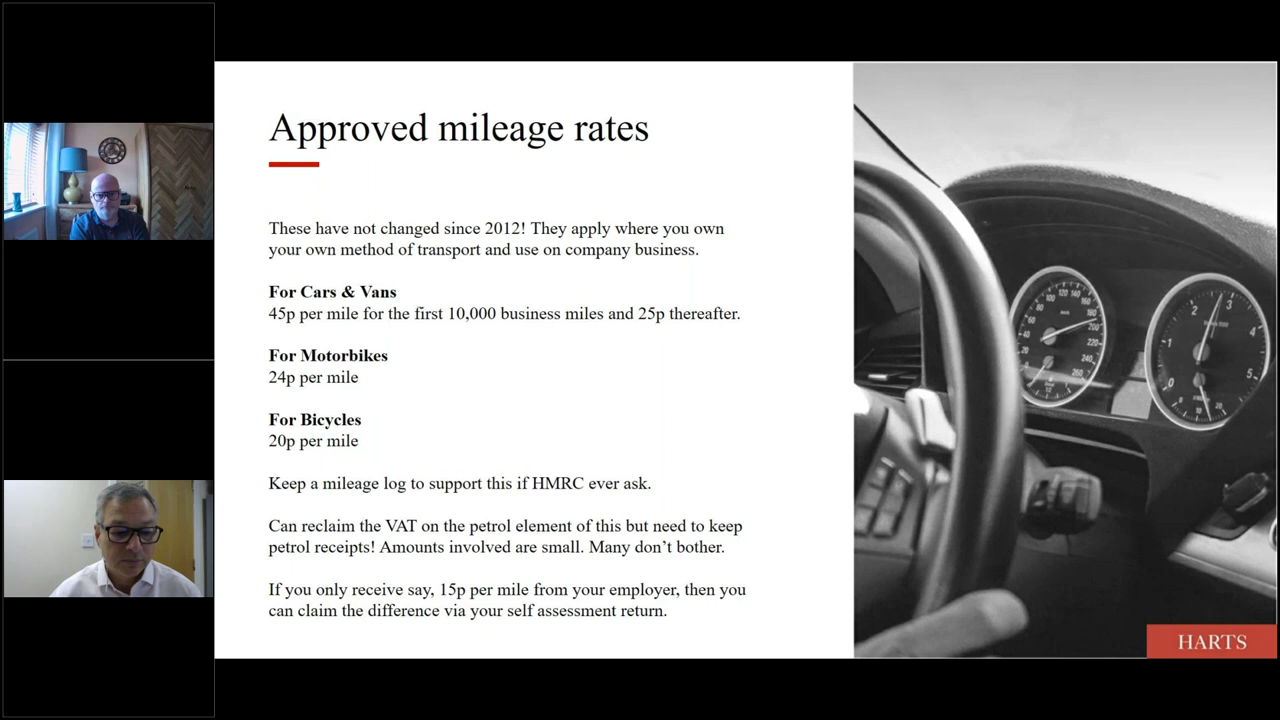 Approved mileage rates
These have not changed since 2012! They apply where you own
your own method of transport and use on company business.
For Cars & Vans
45p per mile for the first 10,000 business miles and 25p thereafter.
For Motorbikes
24p per mile
For Bicycles
20p per mile
Keep a mileage log to support this if HMRC ever ask.
Can reclaim the VAT on the petrol element of this but need to keep
petrol receipts! Amounts involved are small. Many don’t bother.
If you only receive say, 15p per mile from your employer, then you
can claim the difference via your self assessment return.
HARTS